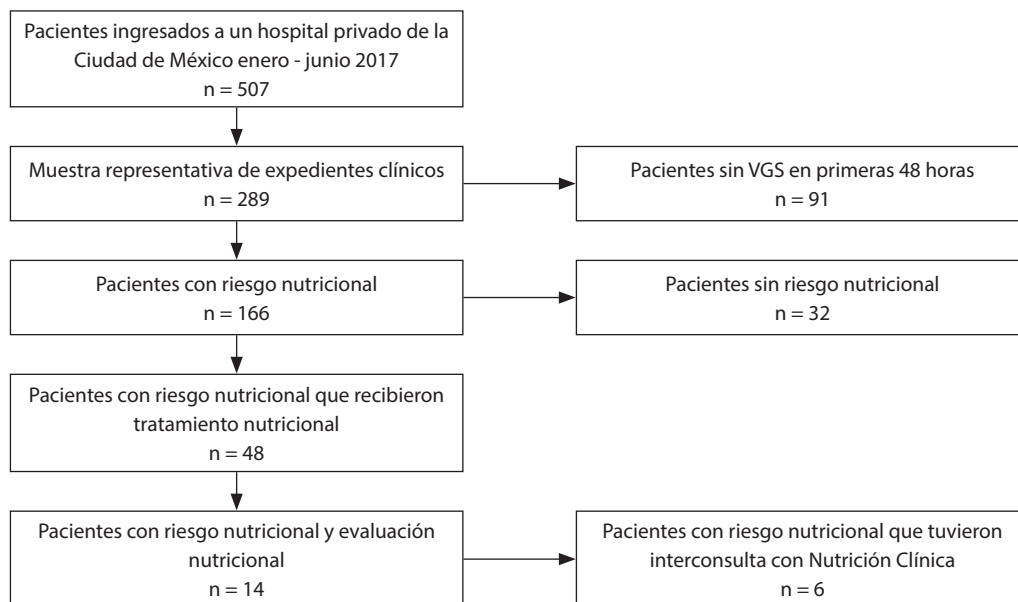 Pacientes ingresados a un hospital privado de la
Ciudad de México enero - junio 2017
n = 507
Muestra representativa de expedientes clínicos
n = 289
Pacientes sin VGS en primeras 48 horas
n = 91
Pacientes con riesgo nutricional
n = 166
Pacientes sin riesgo nutricional
n = 32
Pacientes con riesgo nutricional que recibieron
tratamiento nutricional
n = 48
Pacientes con riesgo nutricional y evaluación
nutricional
n = 14
Pacientes con riesgo nutricional que tuvieron
interconsulta con Nutrición Clínica
n = 6